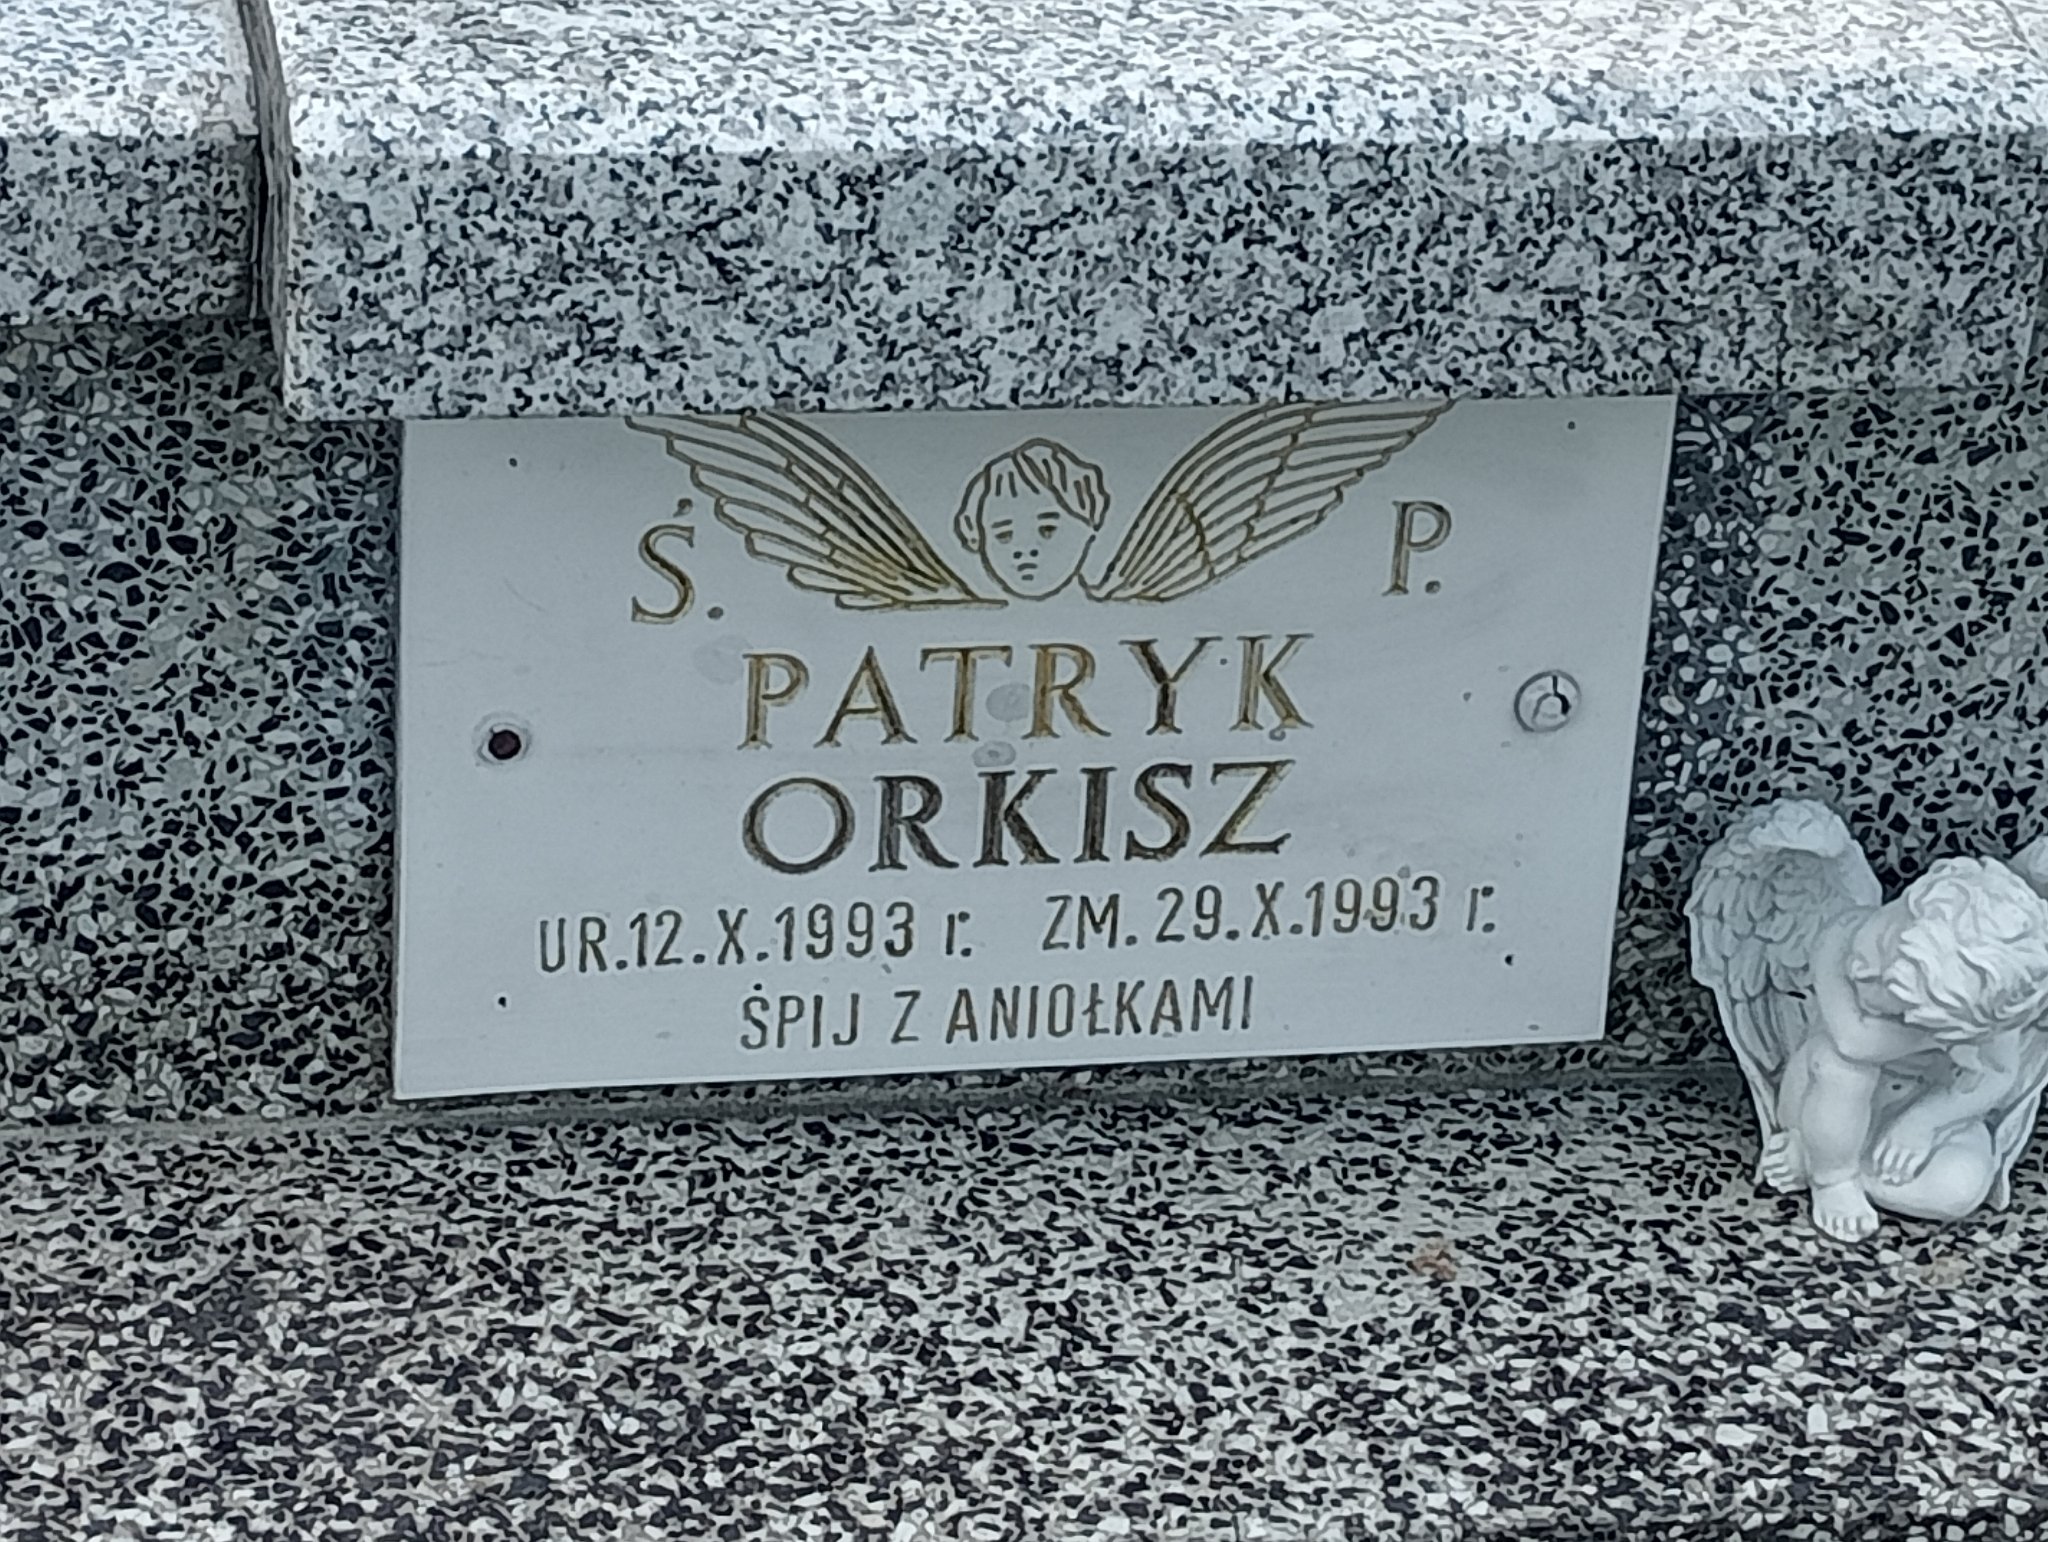 Ś. P.
PATRYK
ORKISZ
UR.12.X.1993 r. ZM. 29.X.1993 r.
ŚPIJ Z ANIOŁKAMI